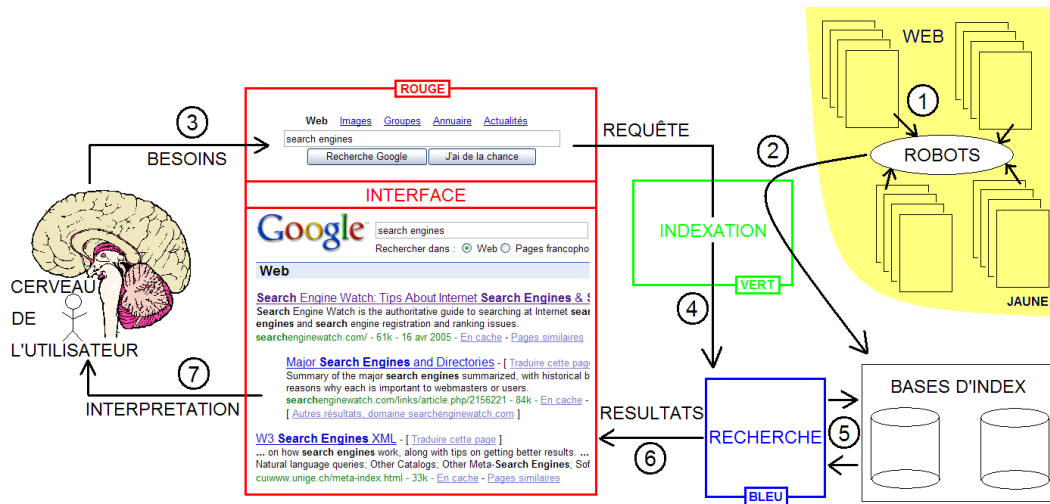 WEB
1
ROBOTS
JAUNE
2
ROUGE
Web Images Groupes Annuaire Actualités
search engines
Recherche Google J'ai de la chance
3
BESOINS
REQUÊTE
INTERFACE
Google™ search engines
Rechercher dans : Web Pages francopho
Web
Search Engine Watch: Tips About Internet Search Engines & S
Search Engine Watch is the authoritative guide to searching at Internet sear
engines and search engine registration and ranking issues.
searchenginewatch.com/ - 61k - 16 avr 2005 - En cache - Pages similaires
Major Search Engines and Directories - [ Traduire cette pag
Summary of the major search engines summarized, with historical b
reasons why each is important to webmasters or users.
searchenginewatch.com/links/article.php/2156221 - 84k - En cache -
[ Autres résultats, domaine searchenginewatch.com ]
W3 Search Engines XML - [ Traduire cette page ]
... on how search engines work, along with tips on getting better results. ...
Natural language queries; Other Catalogs; Other Meta-Search Engines; Sof
cuiwww.unige.ch/meta-index.html - 33k - En cache - Pages similaires
INDEXATION
VERT
4
CERVEAU
DE
L'UTILISATEUR
7
INTERPRETATION
RESULTATS
6
RECHERCHE
BLEU
5
BASES D'INDEX